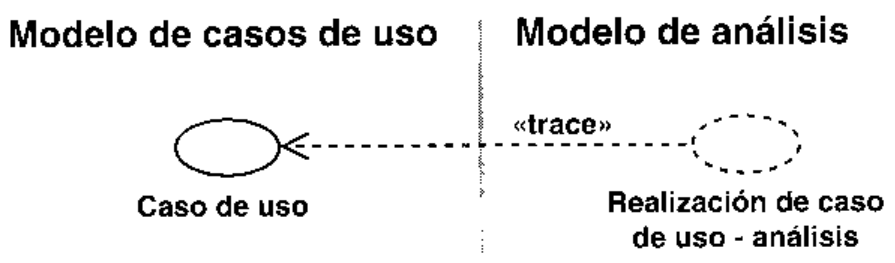 Modelo de casos de uso
Modelo de análisis
«trace»
Caso de uso
Realización de caso
de uso - análisis